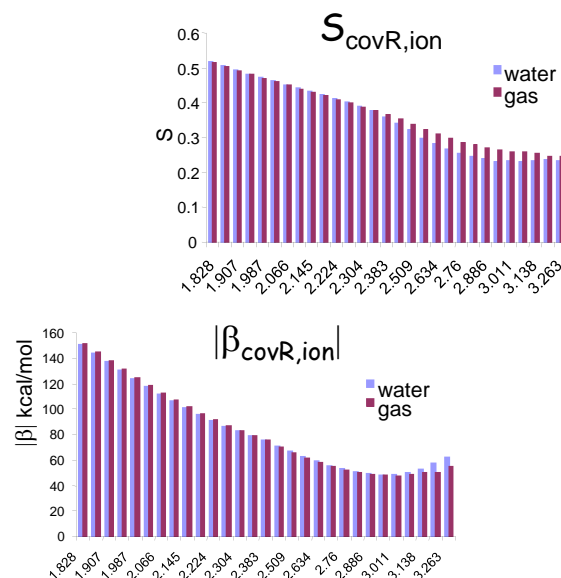 S covR,ion
0.6
0.5
0.4
0.3
0.2
0.1
0
S
water
gas
1.828 1.907 1.987 2.066 2.145 2.224 2.304 2.383 2.509 2.634 2.76 2.886 3.011 3.138 3.263
|β covR,ion|
160
140
120
100
80
60
40
20
0
|β| kcal/mol
water
gas
1.828 1.907 1.987 2.066 2.145 2.224 2.304 2.383 2.509 2.634 2.76 2.886 3.011 3.138 3.263